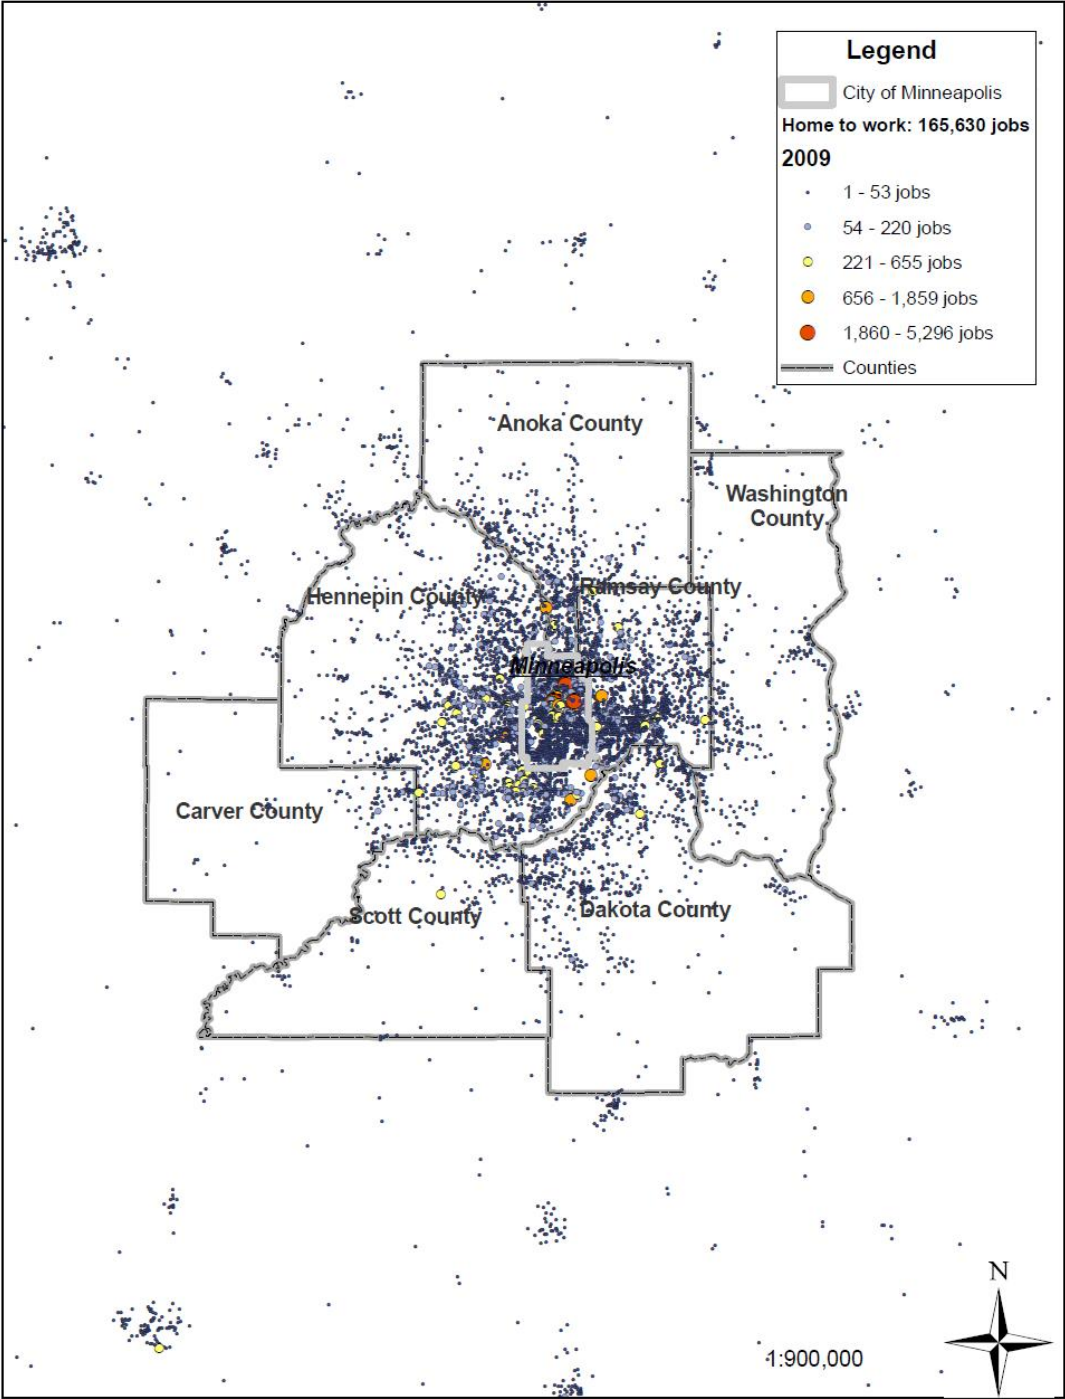 Legend
City of Minneapolis
Home to work: 165,630 jobs
2009
1 - 53 jobs
54 - 220 jobs
221 - 655 jobs
656 - 1,859 jobs
1,860 - 5,296 jobs
Counties
Anoka County
Washington
County
Ramsay County
Hennepin County
Minneapolis
Carver County
Scott County
Dakota County
N
1:900,000